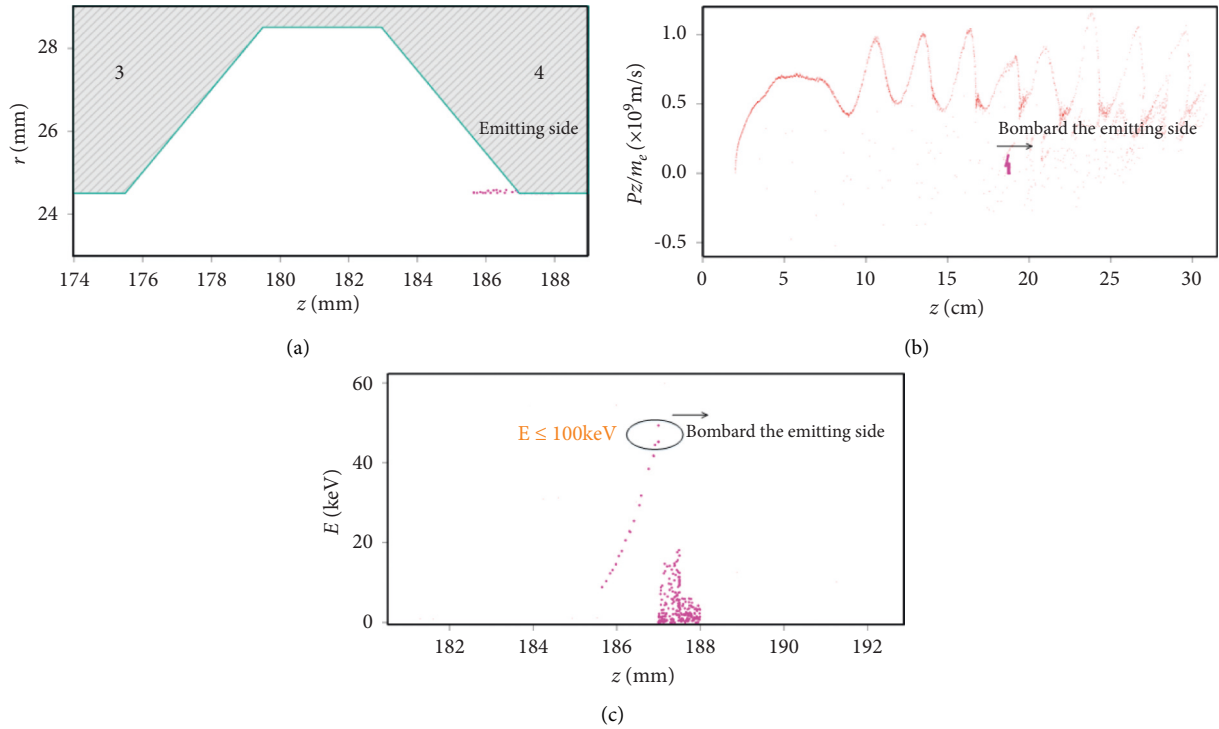 28
26
24
r (mm)
3
4
Emitting side
174
176
178
180
182
184
186
188
z (mm)
(a)
1.0
0.5
0.0
-0.5
Pz/mₑ (×10⁹ m/s)
Bombard the emitting side
0
5
10
15
20
25
30
z (cm)
(b)
60
40
20
0
E (keV)
E ≤ 100keV
Bombard the emitting side
182
184
186
188
190
192
z (mm)
(c)